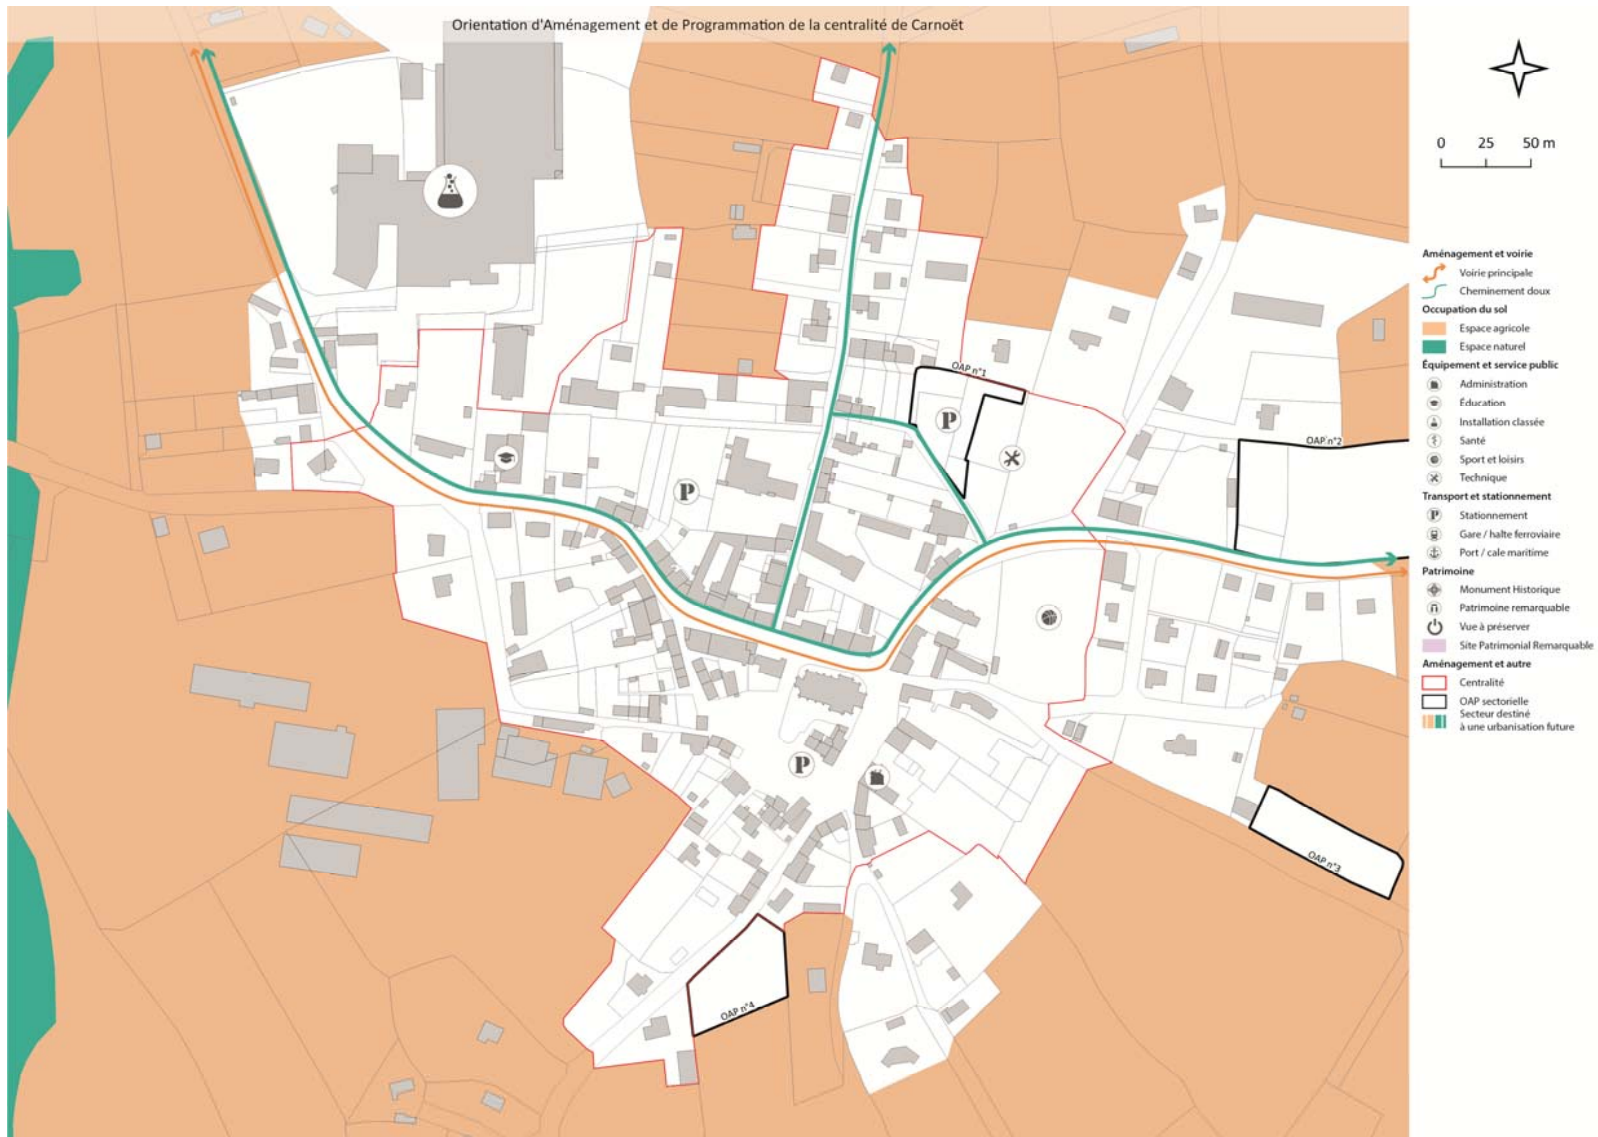 Orientation d'Aménagement et de Programmation de la centralité de Carnoët
0 25 50 m
OAP n°1
P
OAP n°2
P
P
OAP n°3
OAP n°4
Aménagement et voirie
Voirie principale
Cheminement doux
Occupation du sol
Espace agricole
Espace naturel
Équipement et service public
Administration
Éducation
Installation classée
Santé
Sport et loisirs
Technique
Transport et stationnement
P Stationnement
Gare / halte ferroviaire
Port / cale maritime
Patrimoine
Monument Historique
Patrimoine remarquable
Vue à préserver
Site Patrimonial Remarquable
Aménagement et autre
Centralité
OAP sectorielle
Secteur destiné
à une urbanisation future